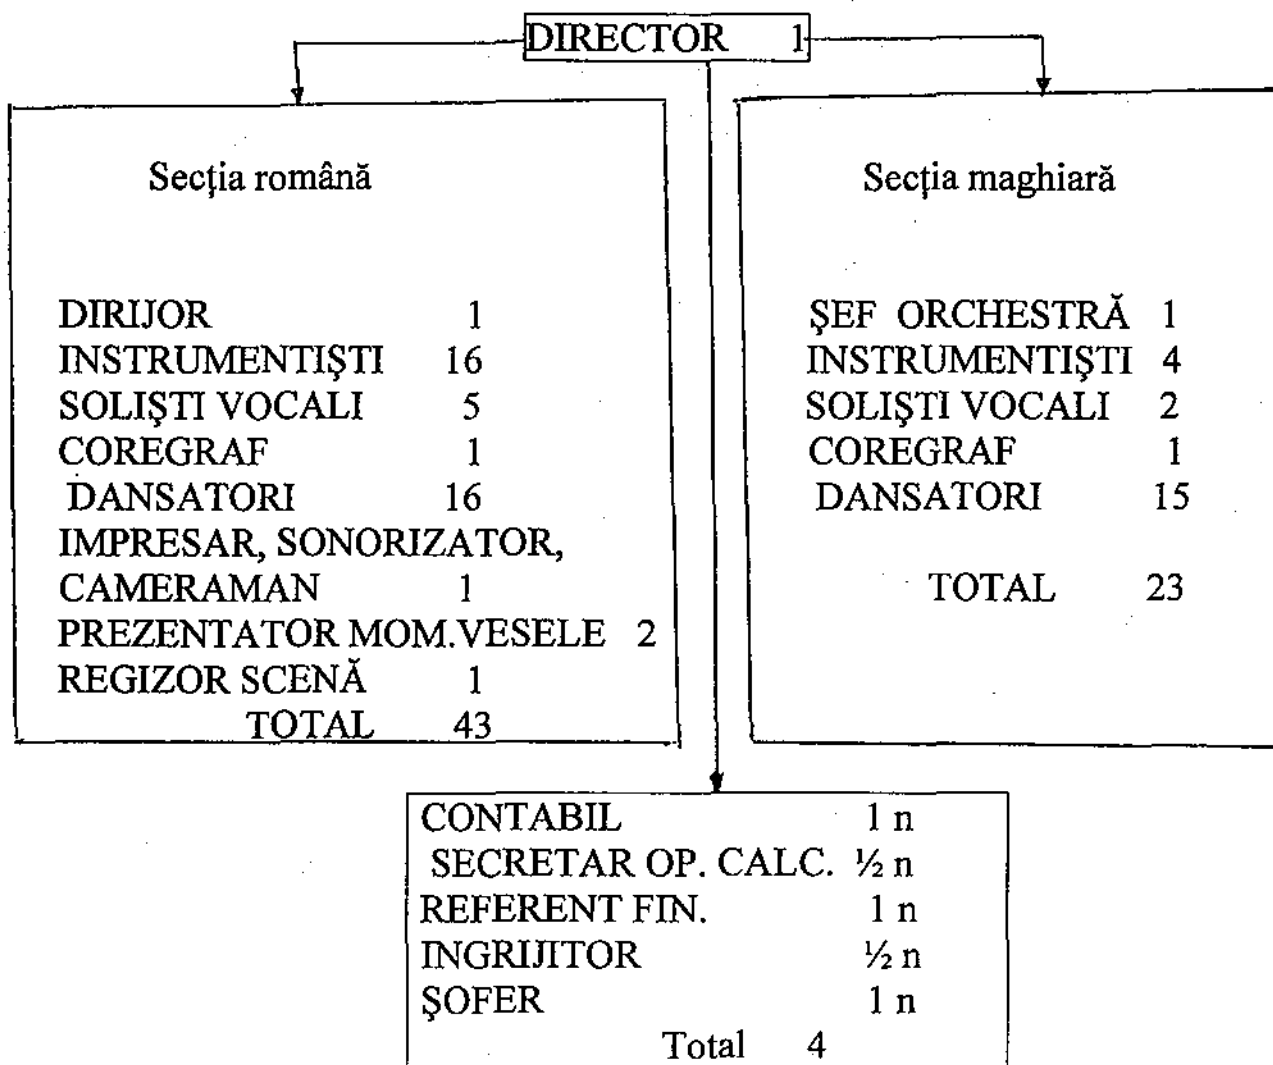 DIRECTOR 1
Secţia română
DIRIJOR 1
INSTRUMENTIŞTI 16
SOLIŞTI VOCALI 5
COREGRAF 1
DANSATORI 16
IMPRESAR, SONORIZATOR,
CAMERAMAN 1
PREZENTATOR MOM.VESELE 2
REGIZOR SCENĂ 1
TOTAL 43
Secţia maghiară
ŞEF ORCHESTRĂ 1
INSTRUMENTIŞTI 4
SOLIŞTI VOCALI 2
COREGRAF 1
DANSATORI 15
TOTAL 23
CONTABIL 1 n
SECRETAR OP. CALC. ½ n
REFERENT FIN. 1 n
INGRIJITOR ½ n
ŞOFER 1 n
Total 4